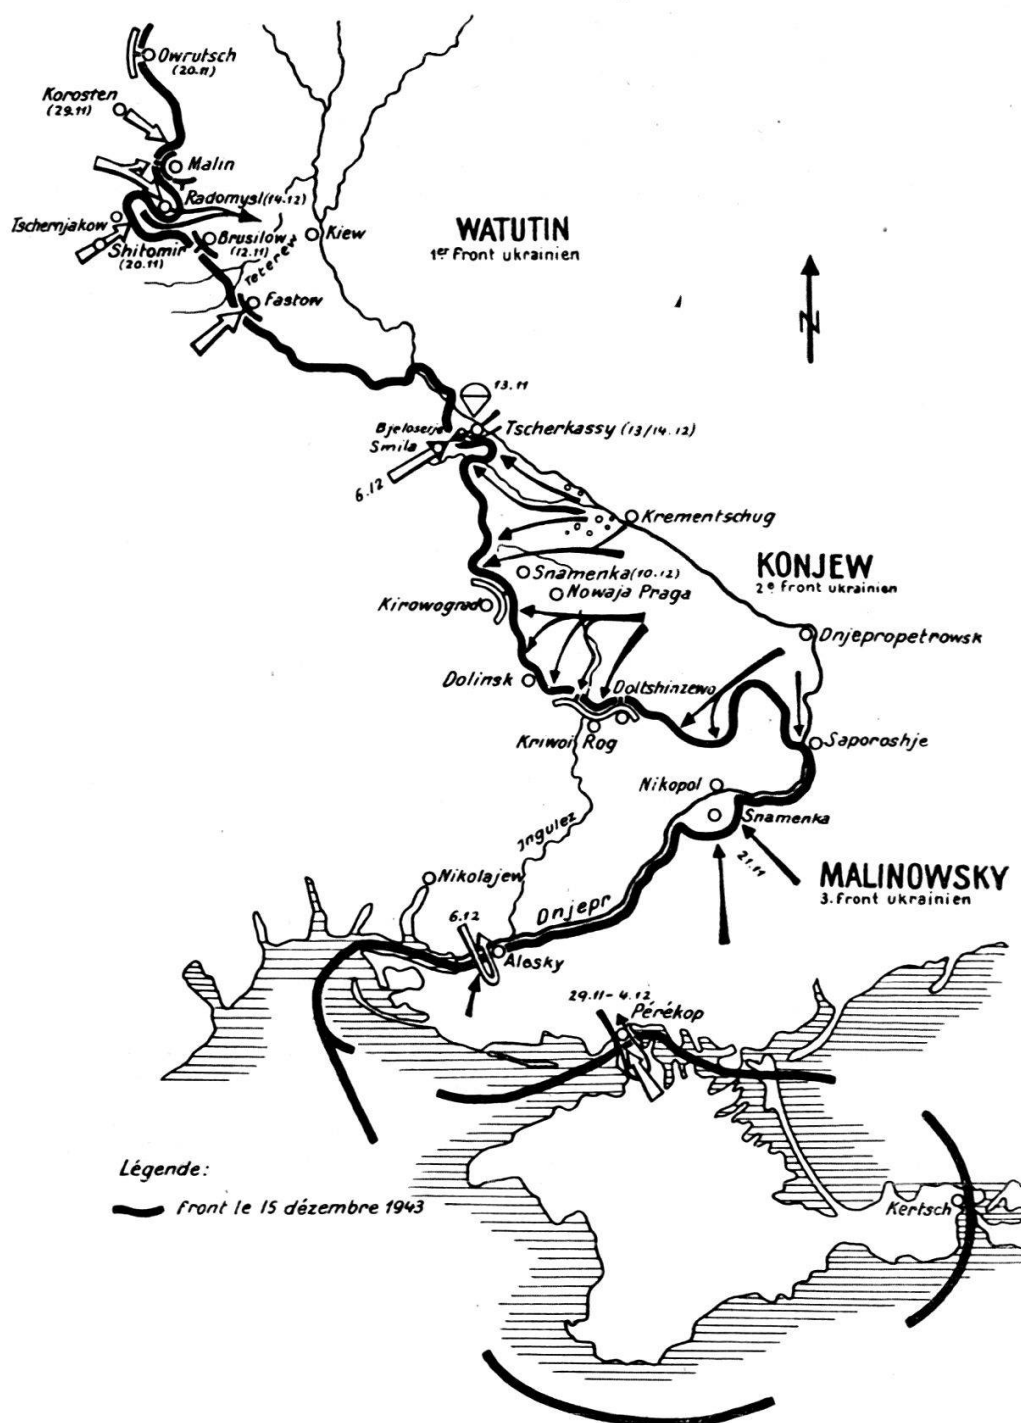 Owrutsch
(20.11)
Korosten
(29.11)
Malin
Radomysl (14.12)
Tschernjakow
Shitomir
(20.11)
Brusilow
(12.11)
Kiew
Teterew
Fastow
WATUTIN
1er Front ukrainien
N
13.11
Bjeloserje
Smila
Tscherkassy (13/14.12)
6.12
Krementschug
KONJEW
2e Front ukrainien
Snamenka (10.12)
Nowaja Praga
Kirowograd
Dnjepropetrowsk
Dolinsk
Doltshinzewo
Kriwoi Rog
Saporoshje
Nikopol
Snamenka
Ingulez
21.11
MALINOWSKY
3. Front ukrainien
Nikolajew
Dnjepr
6.12
Alesky
29.11-4.12
Pérékop
Légende:
Front le 15 dézembre 1943
Kertsch